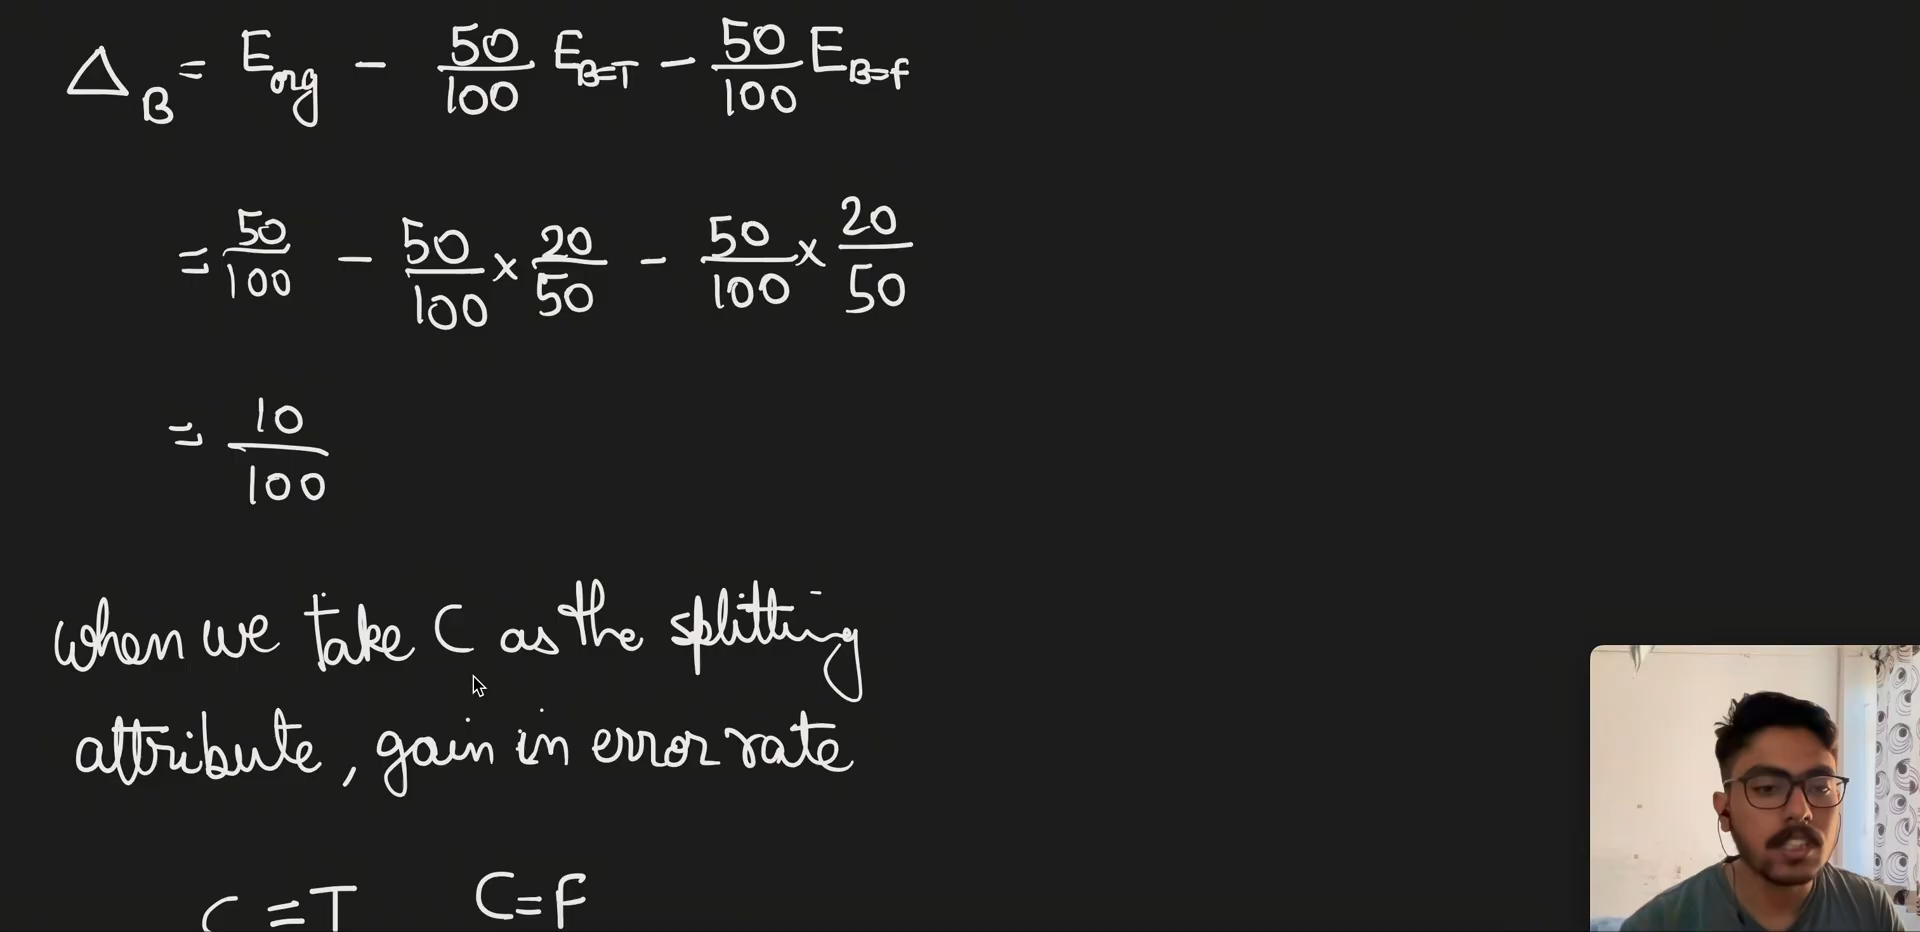 Δ_B = E_org - 50/100 E_B=T - 50/100 E_B=F
= 50/100 - 50/100 × 20/50 - 50/100 × 20/50
= 10/100
when we take C as the splitting
attribute, gain in error rate
C = T C = F